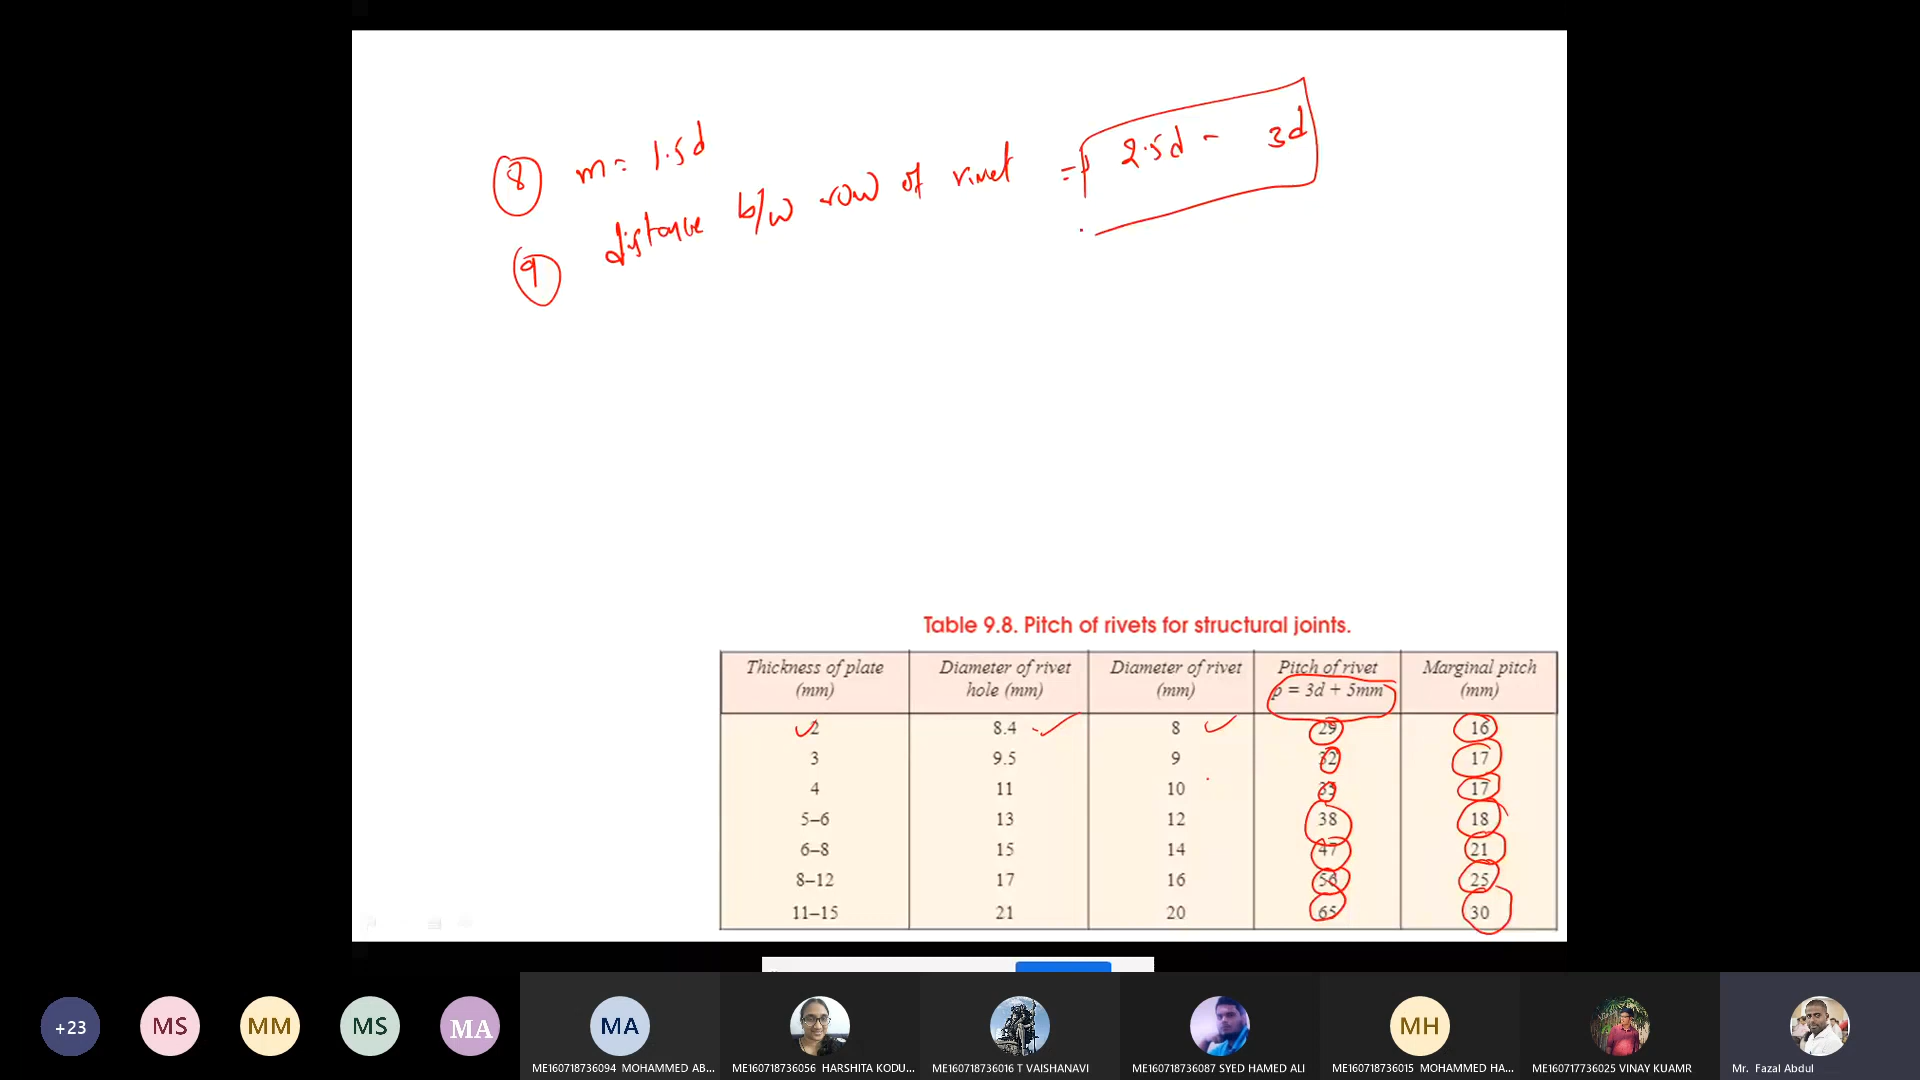 8 m = 1.5d
9 distance b/w row of rivet = 2.5d - 3d
Table 9.8. Pitch of rivets for structural joints.
Thickness of plate (mm) Diameter of rivet hole (mm) Diameter of rivet (mm) Pitch of rivet p = 3d + 5mm Marginal pitch (mm)
2 8.4 8 29 16
3 9.5 9 32 17
4 11 10 35 17
5–6 13 12 38 18
6–8 15 14 47 21
8–12 17 16 56 25
11–15 21 20 65 30
+23 MS MM MS MA MA MH
ME160718736094 MOHAMMED AB...
ME160718736056 HARSHITA KODU...
ME160718736016 T VAISHANAVI
ME160718736087 SYED HAMED ALI
ME160718736015 MOHAMMED HA...
ME160717736025 VINAY KUAMR
Mr. Fazal Abdul